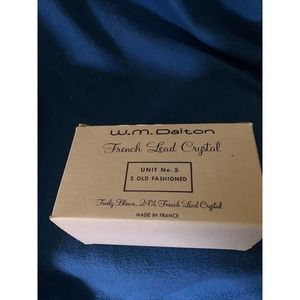 W.M. Dalton
French Lead Crystal
UNIT No. 5
2 OLD FASHIONED
Finely Blown, 24% French Lead Crystal
MADE IN FRANCE